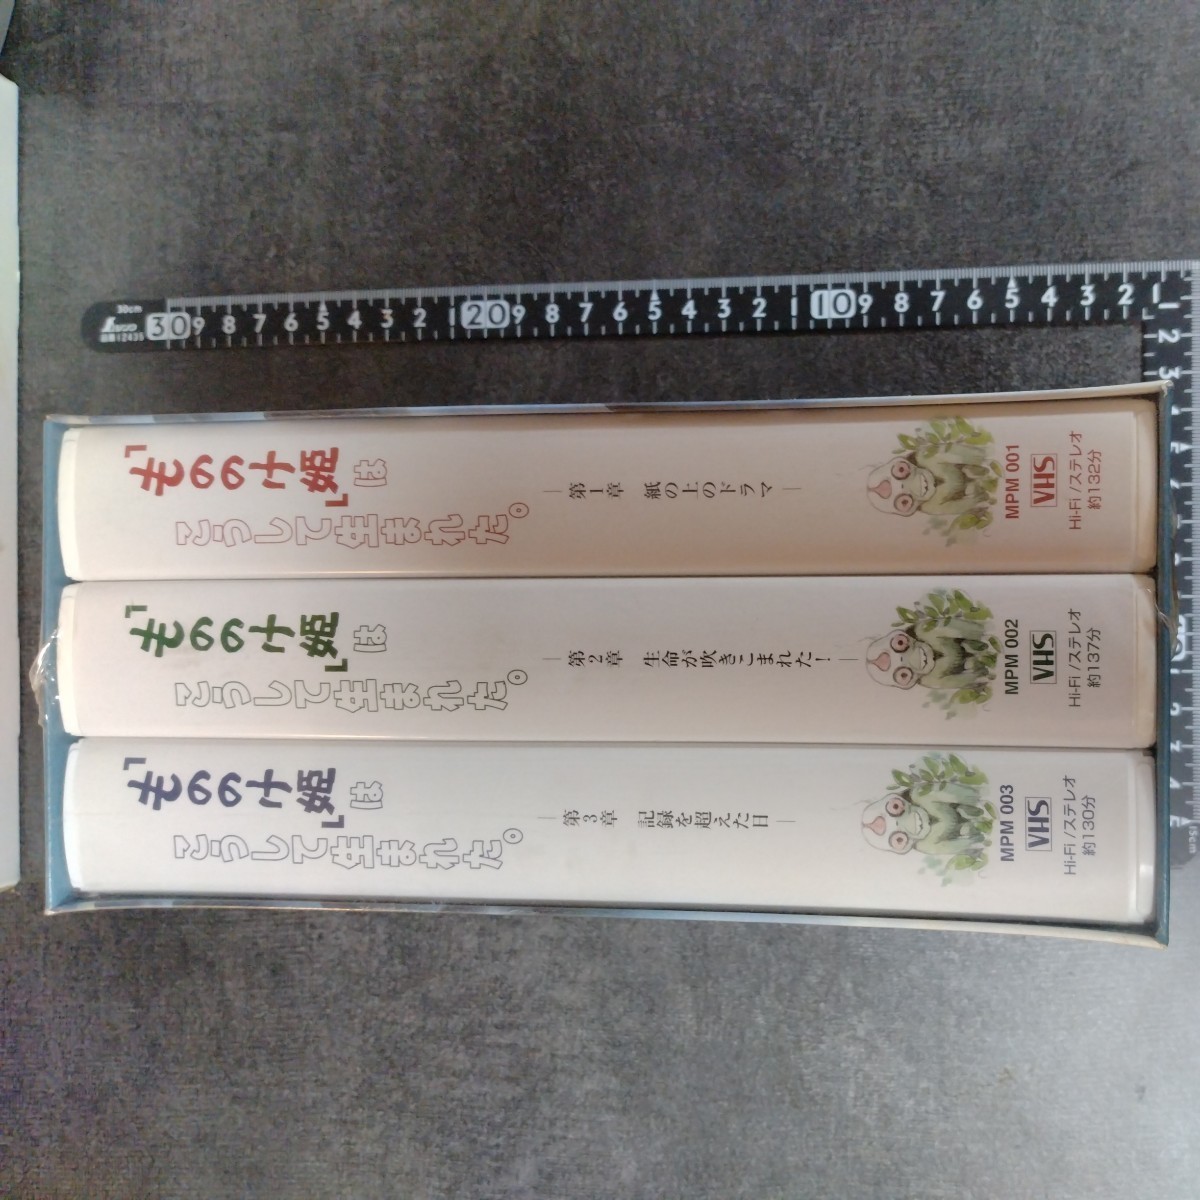 30cm
シンワ
30 9 8 7 6 5 4 3 2 1 20 9 8 7 6 5 4 3 2 1 10 9 8 7 6 5 4 3 2 1
2
3
「もののけ姫」は
こうして生まれた。
第1章 紙の上のドラマ
MPM 001
VHS
Hi-Fi/ステレオ
約132分
「もののけ姫」は
こうして生まれた。
第2章 生命が吹きこまれた!
MPM 002
VHS
Hi-Fi/ステレオ
約137分
「もののけ姫」は
こうして生まれた。
第3章 記録を超えた日
MPM 003
VHS
Hi-Fi/ステレオ
約130分